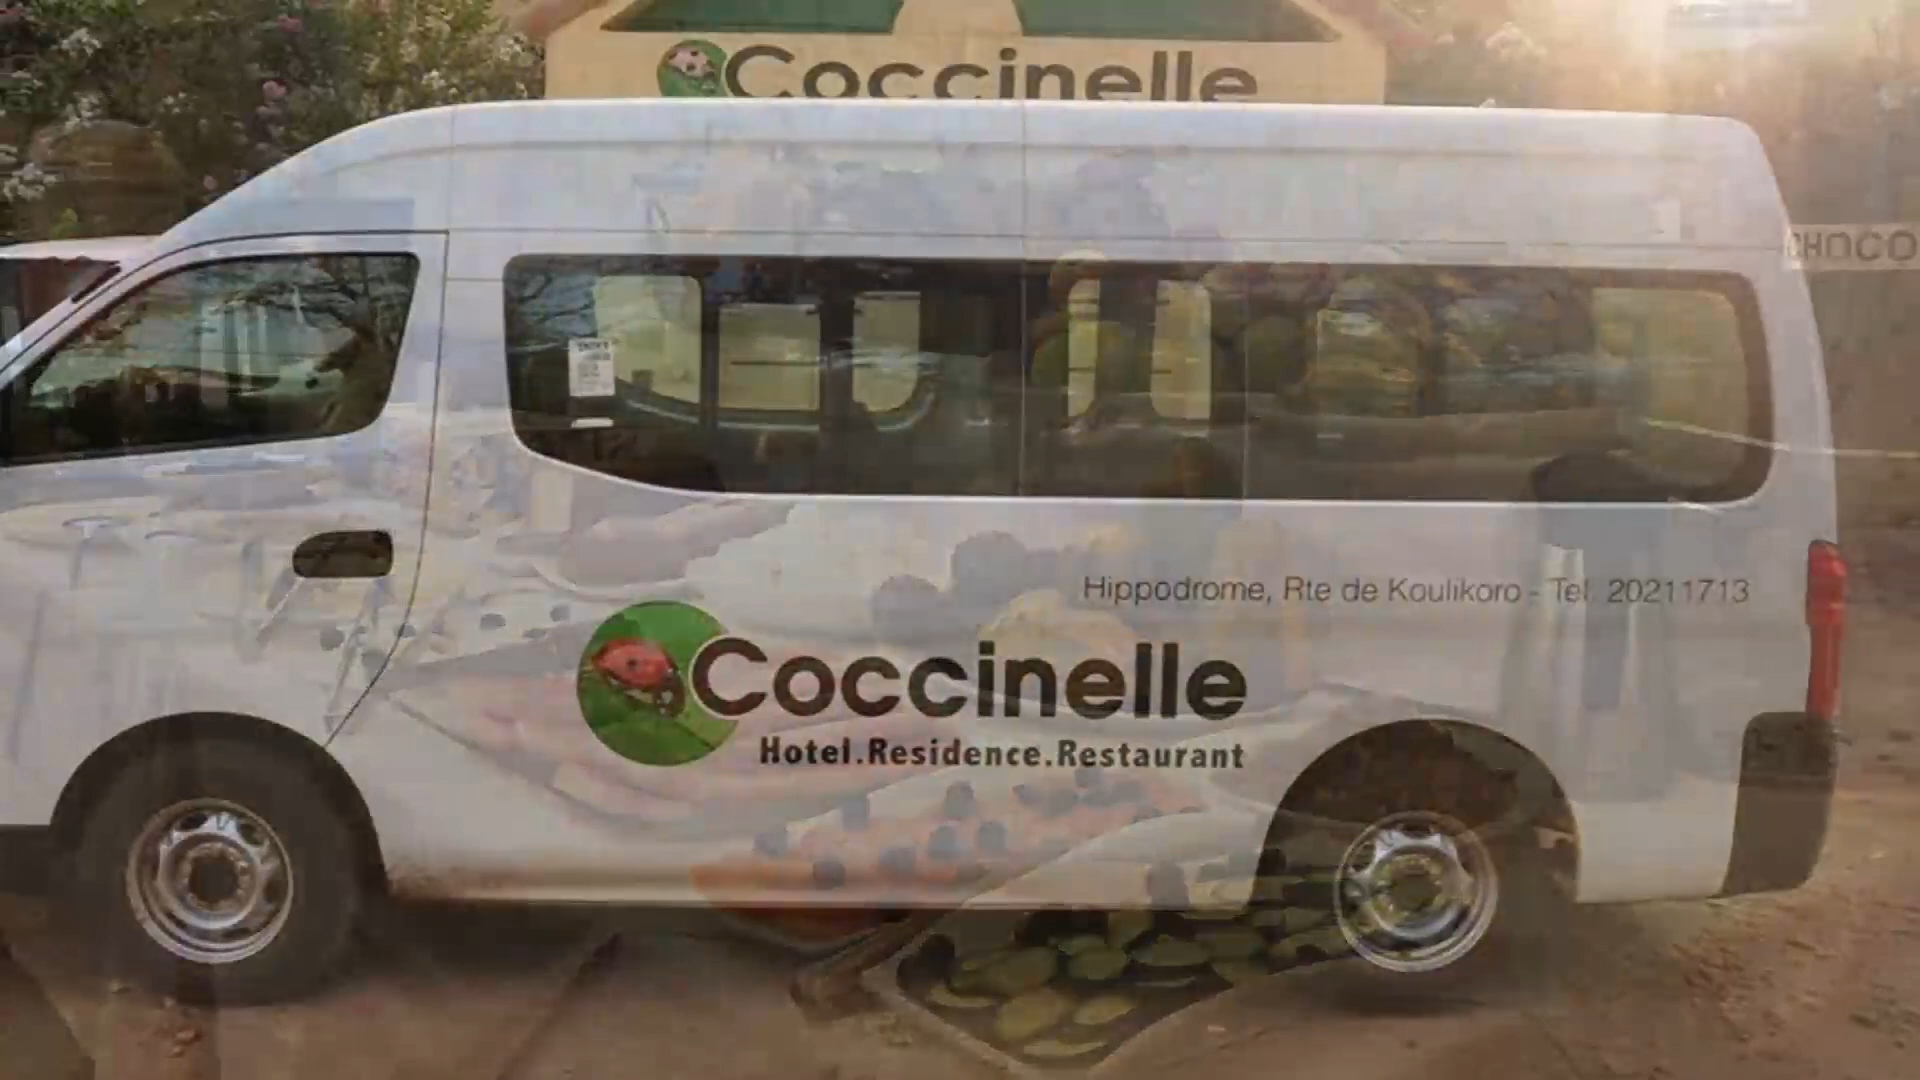 Coccinelle
CHOCO
Hippodrome, Rte de Koulikoro - Tel: 20211713
Coccinelle
Hotel.Residence.Restaurant